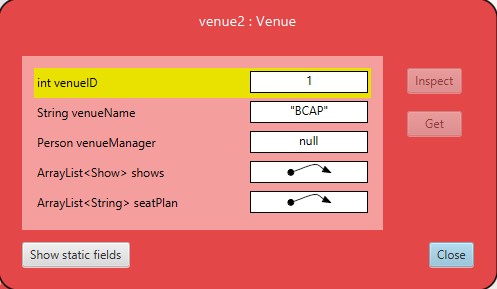 venue2 : Venue
int venueID 1
Inspect
String venueName "BCAP"
Get
Person venueManager null
ArrayList<Show> shows
ArrayList<String> seatPlan
Show static fields
Close